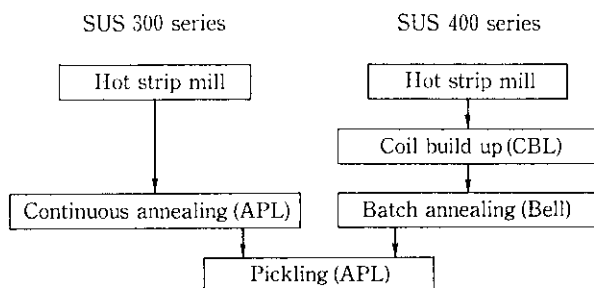 SUS 300 series
SUS 400 series
Hot strip mill
Hot strip mill
Coil build up (CBL)
Continuous annealing (APL)
Batch annealing (Bell)
Pickling (APL)